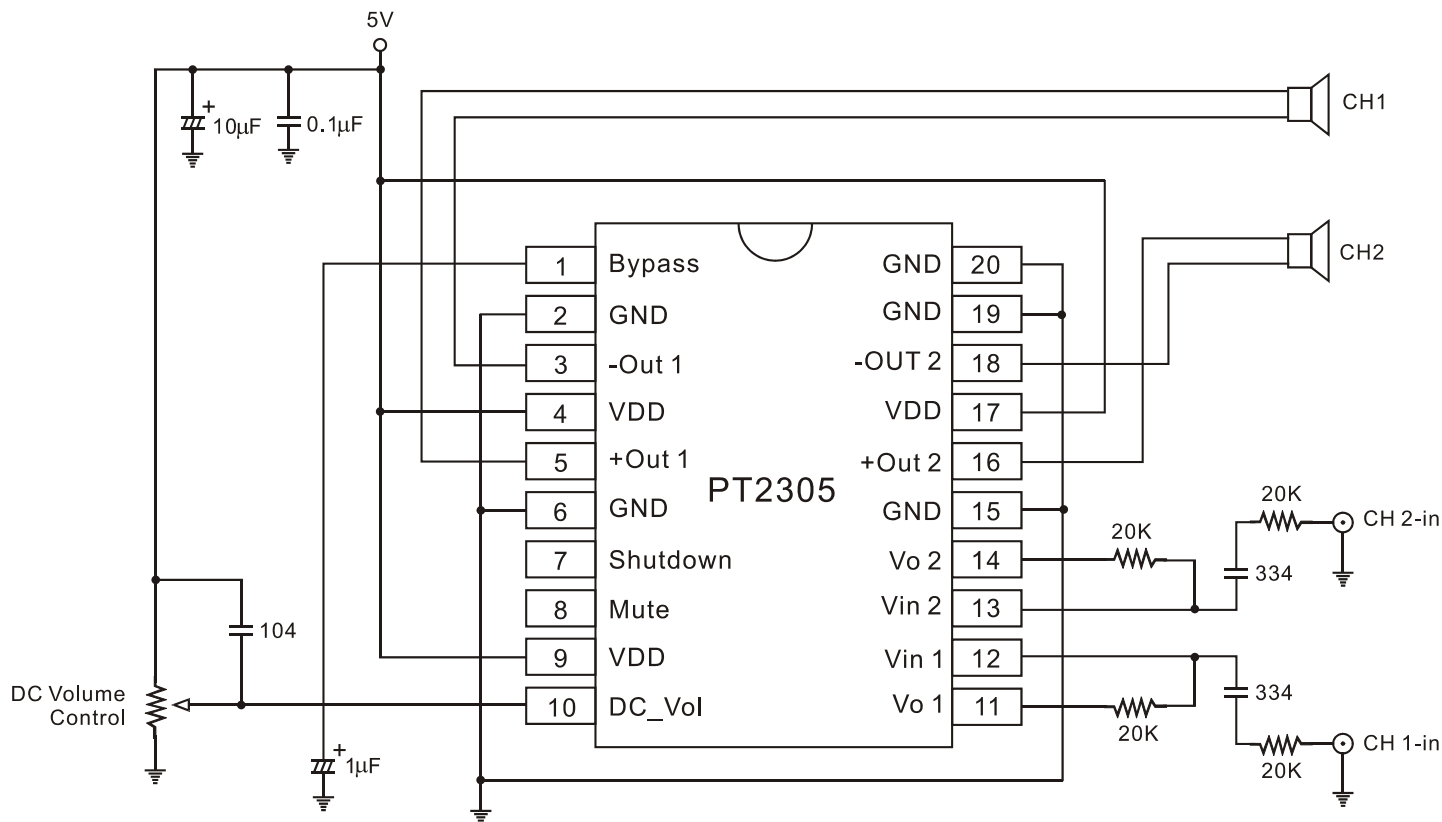 5V
10µF
0.1µF
CH1
CH2
1 Bypass
GND 20
2 GND
GND 19
3 -Out 1
-OUT 2 18
4 VDD
VDD 17
5 +Out 1
+Out 2 16
PT2305
6 GND
GND 15
7 Shutdown
Vo 2 14
8 Mute
Vin 2 13
9 VDD
Vin 1 12
10 DC_Vol
Vo 1 11
20K
CH 2-in
20K
334
104
DC Volume
Control
334
20K
CH 1-in
20K
+
1µF
+